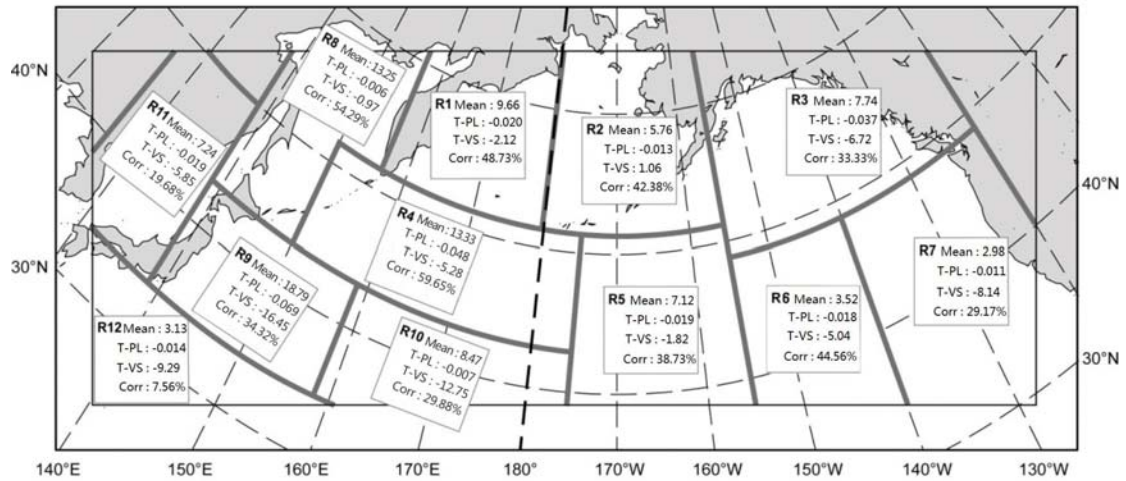 R8 Mean : 13.25
T-PL : -0.006
T-VS : -0.97
Corr : 54.29%
R1 Mean : 9.66
T-PL : -0.020
T-VS : -2.12
Corr : 48.73%
R2 Mean : 5.76
T-PL : -0.013
T-VS : 1.06
Corr : 42.38%
R3 Mean : 7.74
T-PL : -0.037
T-VS : -6.72
Corr : 33.33%
R11 Mean : 7.24
T-PL : -0.019
T-VS : -5.85
Corr : 19.68%
R4 Mean : 13.33
T-PL : -0.048
T-VS : -5.28
Corr : 59.65%
R9 Mean : 18.79
T-PL : -0.069
T-VS : -16.45
Corr : 34.32%
R7 Mean : 2.98
T-PL : -0.011
T-VS : -8.14
Corr : 29.17%
R5 Mean : 7.12
T-PL : -0.019
T-VS : -1.82
Corr : 38.73%
R6 Mean : 3.52
T-PL : -0.018
T-VS : -5.04
Corr : 44.56%
R12 Mean : 3.13
T-PL : -0.014
T-VS : -9.29
Corr : 7.56%
R10 Mean : 8.47
T-PL : -0.007
T-VS : -12.75
Corr : 29.88%
40°N
30°N
40°N
30°N
140°E 150°E 160°E 170°E 180° 170°W 160°W 150°W 140°W 130°W